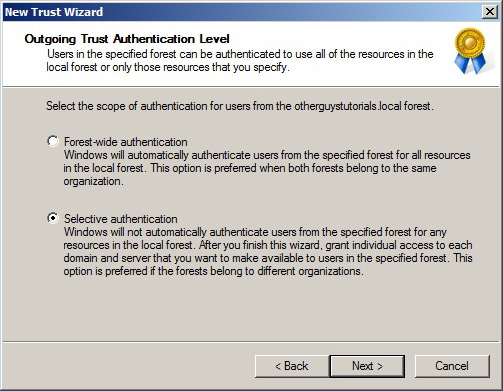 New Trust Wizard
Outgoing Trust Authentication Level
Users in the specified forest can be authenticated to use all of the resources in the
local forest or only those resources that you specify.
Select the scope of authentication for users from the otherguystutorials.local forest.
Forest-wide authentication
Windows will automatically authenticate users from the specified forest for all resources
in the local forest. This option is preferred when both forests belong to the same
organization.
Selective authentication
Windows will not automatically authenticate users from the specified forest for any
resources in the local forest. After you finish this wizard, grant individual access to each
domain and server that you want to make available to users in the specified forest. This
option is preferred if the forests belong to different organizations.
< Back
Next >
Cancel